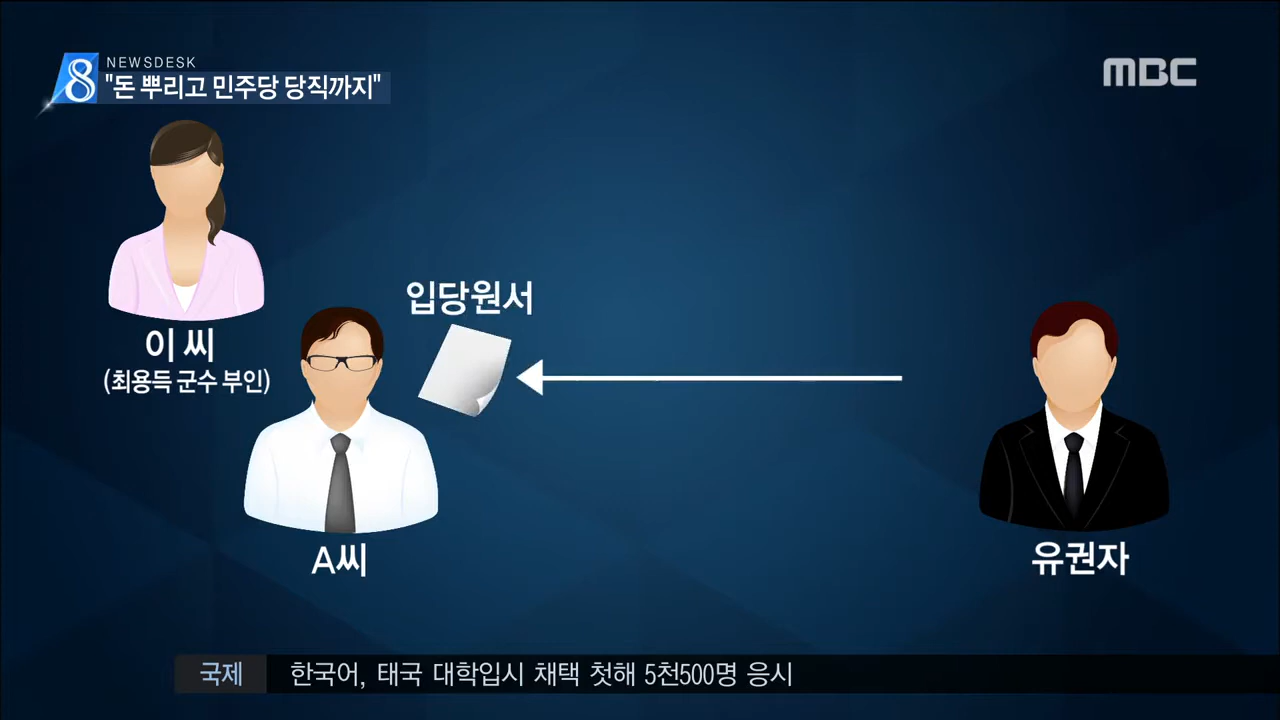 8 NEWSDESK
"돈 뿌리고 민주당 당직까지"
MBC
이 씨
(최용득 군수 부인)
입당원서
A씨
유권자
국제 한국어, 태국 대학입시 채택 첫해 5천500명 응시